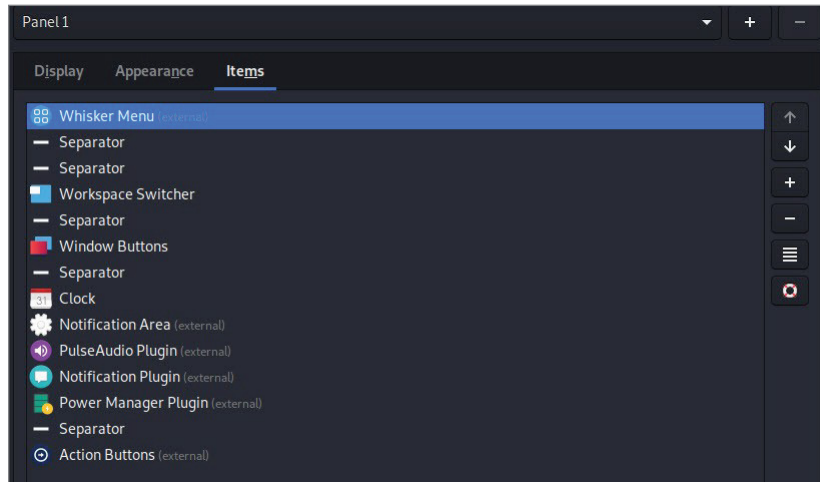 Panel 1
Display Appearance Items
Whisker Menu (external)
Separator
Separator
Workspace Switcher
Separator
Window Buttons
Separator
31 Clock
Notification Area (external)
PulseAudio Plugin (external)
Notification Plugin (external)
Power Manager Plugin (external)
Separator
Action Buttons (external)